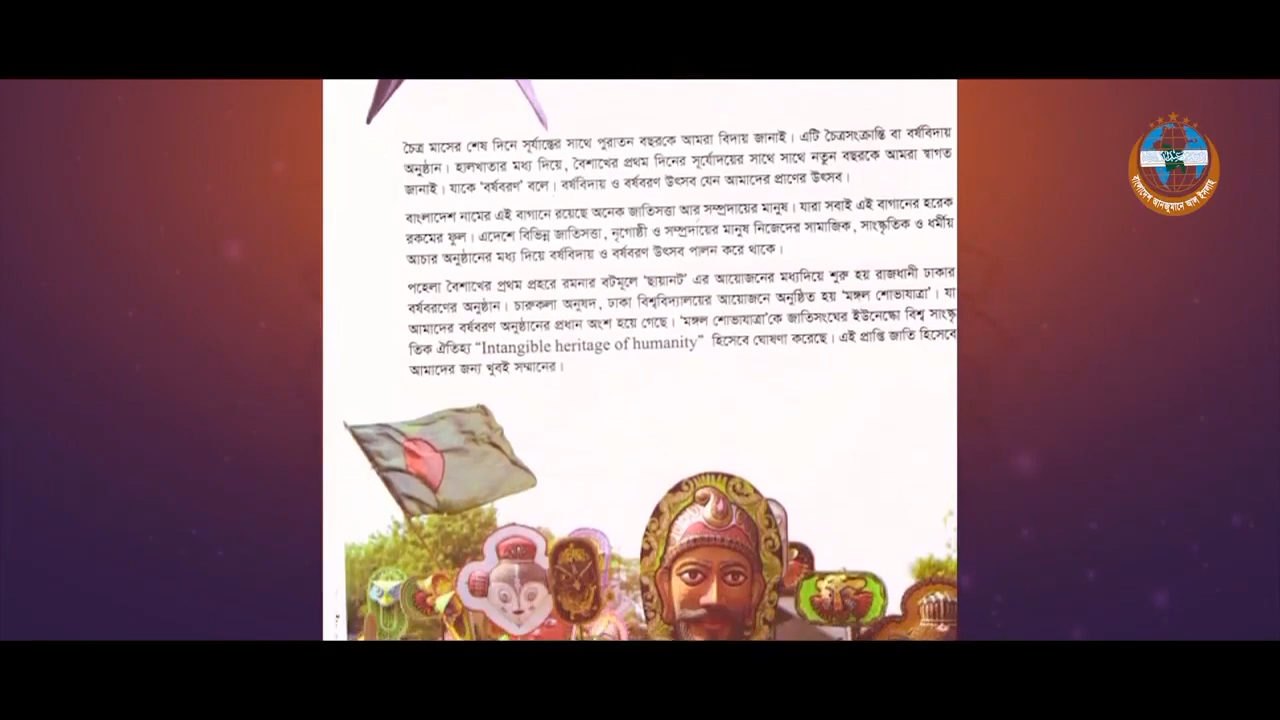 চৈত্র মাসের শেষ দিনে সূর্যাস্তের সাথে পুরাতন বছরকে আমরা বিদায় জানাই। এটি চৈত্রসংক্রান্তি বা বর্ষবিদায়
অনুষ্ঠান। হালখাতার মধ্য দিয়ে, বৈশাখের প্রথম দিনের সূর্যোদয়ের সাথে সাথে নতুন বছরকে আমরা স্বাগত
জানাই। যাকে ‘বর্ষবরণ’ বলে। বর্ষবিদায় ও বর্ষবরণ উৎসব যেন আমাদের প্রাণের উৎসব।
বাংলাদেশ নামের এই বাগানে রয়েছে অনেক জাতিসত্তা আর সম্প্রদায়ের মানুষ। যারা সবাই এই বাগানের হরেক
রকমের ফুল। এদেশে বিভিন্ন জাতিসত্তা, নৃগোষ্ঠী ও সম্প্রদায়ের মানুষ নিজেদের সামাজিক, সাংস্কৃতিক ও ধর্মীয়
আচার অনুষ্ঠানের মধ্য দিয়ে বর্ষবিদায় ও বর্ষবরণ উৎসব পালন করে থাকে।
পহেলা বৈশাখের প্রথম প্রহরে রমনার বটমূলে ‘ছায়ানট’ এর আয়োজনের মধ্যদিয়ে শুরু হয় রাজধানী ঢাকার
বর্ষবরণের অনুষ্ঠান। চারুকলা অনুষদ, ঢাকা বিশ্ববিদ্যালয়ের আয়োজনে অনুষ্ঠিত হয় ‘মঙ্গল শোভাযাত্রা’। যা
আমাদের বর্ষবরণ অনুষ্ঠানের প্রধান অংশ হয়ে গেছে। ‘মঙ্গল শোভাযাত্রা’কে জাতিসংঘের ইউনেস্কো বিশ্ব সাংস্কৃ
তিক ঐতিহ্য “Intangible heritage of humanity” হিসেবে ঘোষণা করেছে। এই প্রাপ্তি জাতি হিসেবে
আমাদের জন্য খুবই সম্মানের।
বাংলাদেশ আনজুমানে আল ইসলাহ